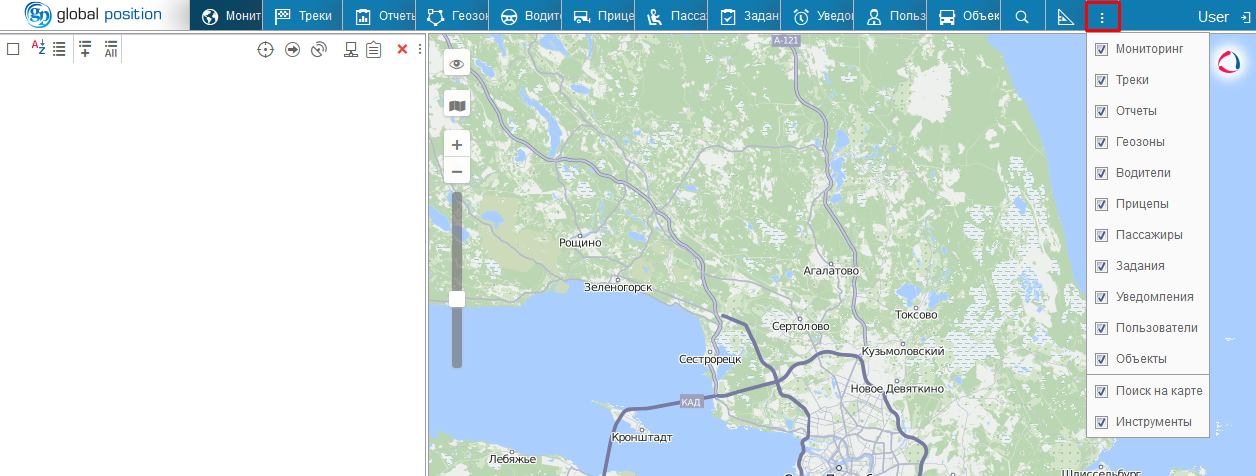 global position
Монит
Треки
Отчеты
Геозон
Водит
Прице
Пасса
Задан
Уведо
Польз
Объек
User
A
Z
All
А-121
Рощино
Зеленогорск
Агалатово
Сертолово
Токсово
Сестрорецк
Кузьмоловский
Новое Девяткино
КАД
Кронштадт
Лебяжье
Мониторинг
Треки
Отчеты
Геозоны
Водители
Прицепы
Пассажиры
Задания
Уведомления
Пользователи
Объекты
Поиск на карте
Инструменты